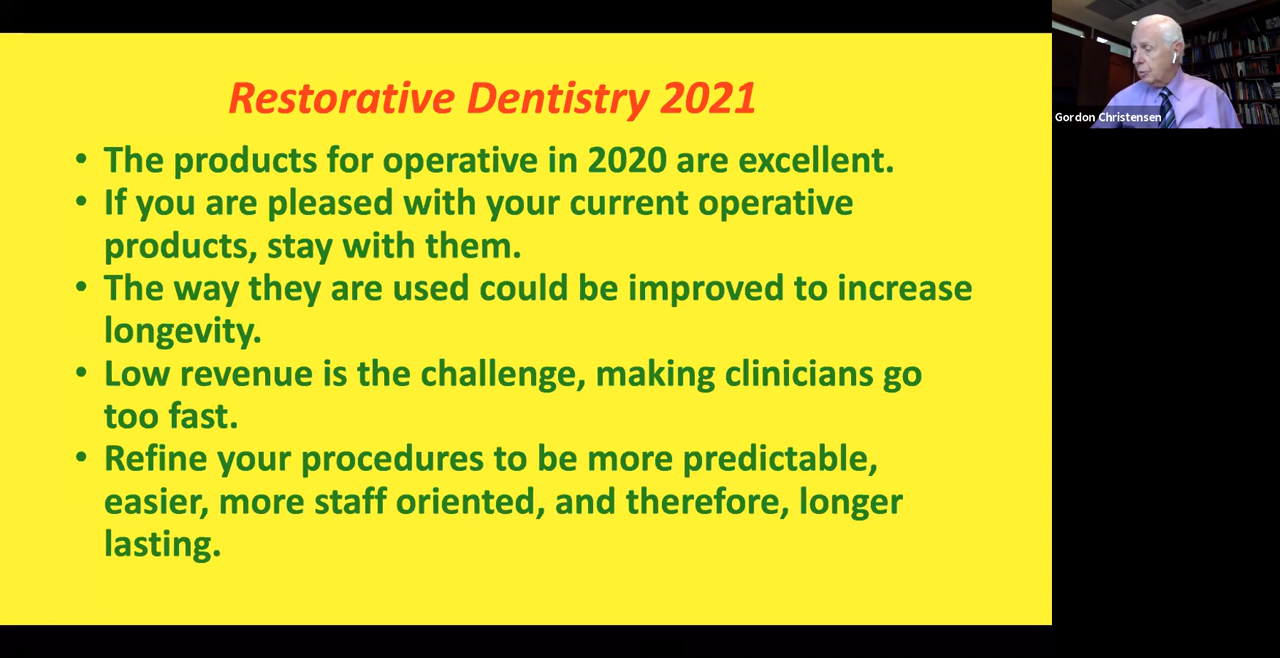 Restorative Dentistry 2021
• The products for operative in 2020 are excellent.
• If you are pleased with your current operative
products, stay with them.
• The way they are used could be improved to increase
longevity.
• Low revenue is the challenge, making clinicians go
too fast.
• Refine your procedures to be more predictable,
easier, more staff oriented, and therefore, longer
lasting.
Gordon Christensen